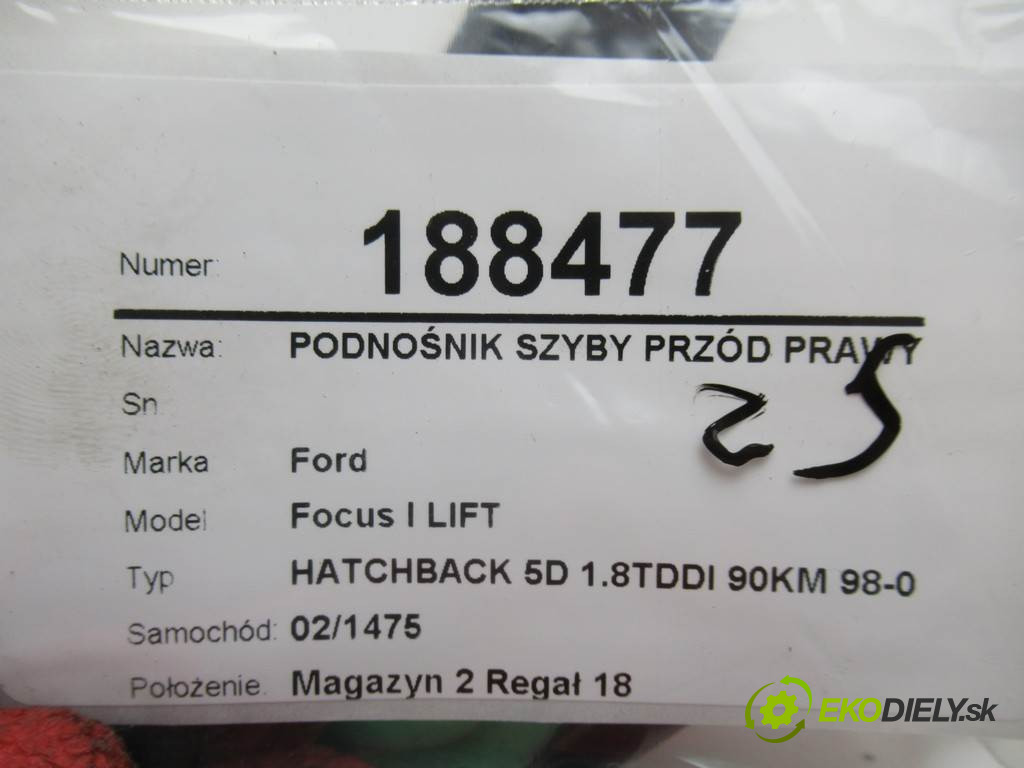 Numer: 188477
Nazwa: PODNOŚNIK SZYBY PRZÓD PRAWY
Sn
25
Marka Ford
Model Focus I LIFT
Typ HATCHBACK 5D 1.8TDDI 90KM 98-0
Samochód: 02/1475
Położenie. Magazyn 2 Regał 18
EKODIELY.sk